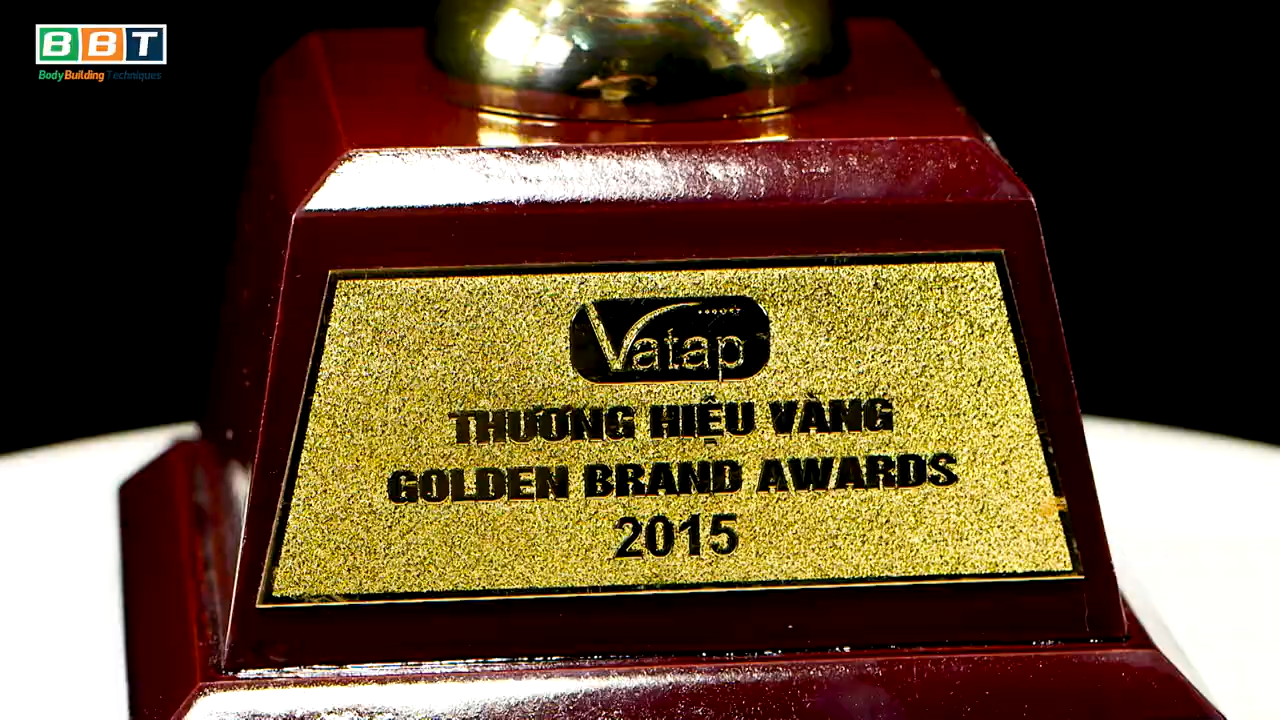 BBT
BodyBuilding Techniques
Vatap
THƯƠNG HIỆU VÀNG
GOLDEN BRAND AWARDS
2015